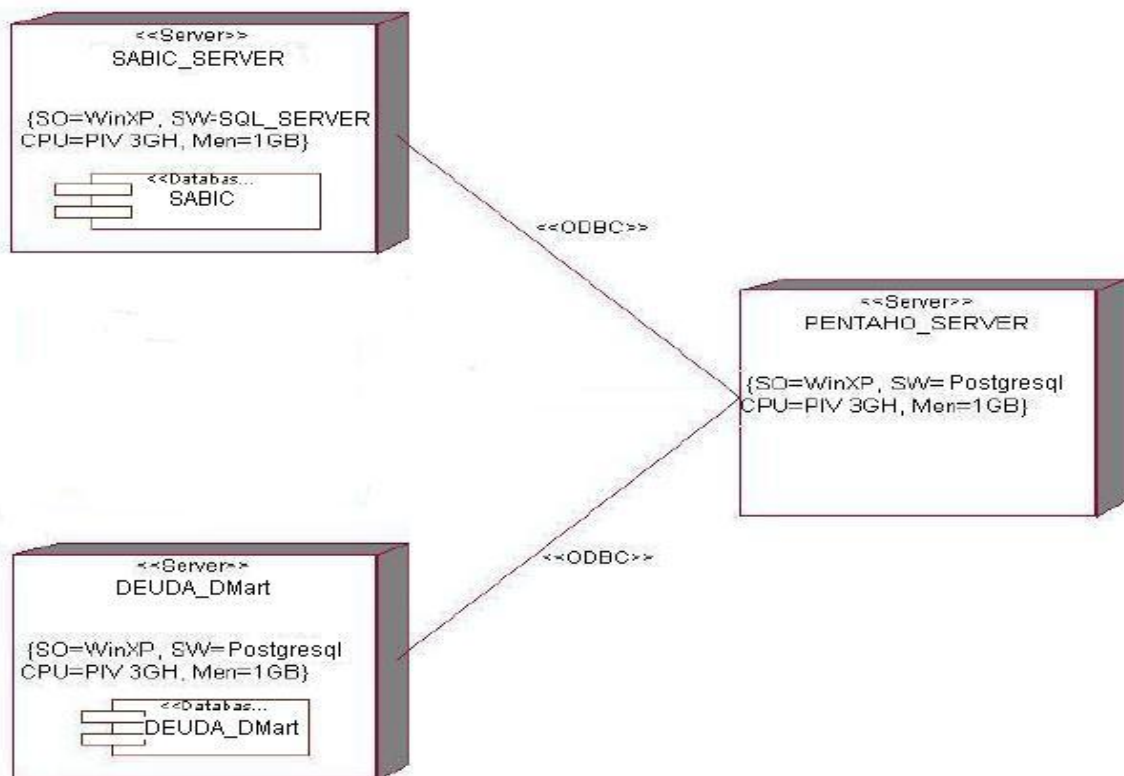 <<Server>>
SABIC_SERVER
{SO=WinXP, SW=SQL_SERVER
CPU=PIV 3GH, Men=1GB}
<<Databas...
SABIC
<<ODBC>>
<<Server>>
PENTAHO_SERVER
{SO=WinXP, SW= Postgresql
CPU=PIV 3GH, Men=1GB}
<<ODBC>>
<<Server>>
DEUDA_DMart
{SO=WinXP, SW=Postgresql
CPU=PIV 3GH, Men=1GB}
<<Databas...
DEUDA_DMart